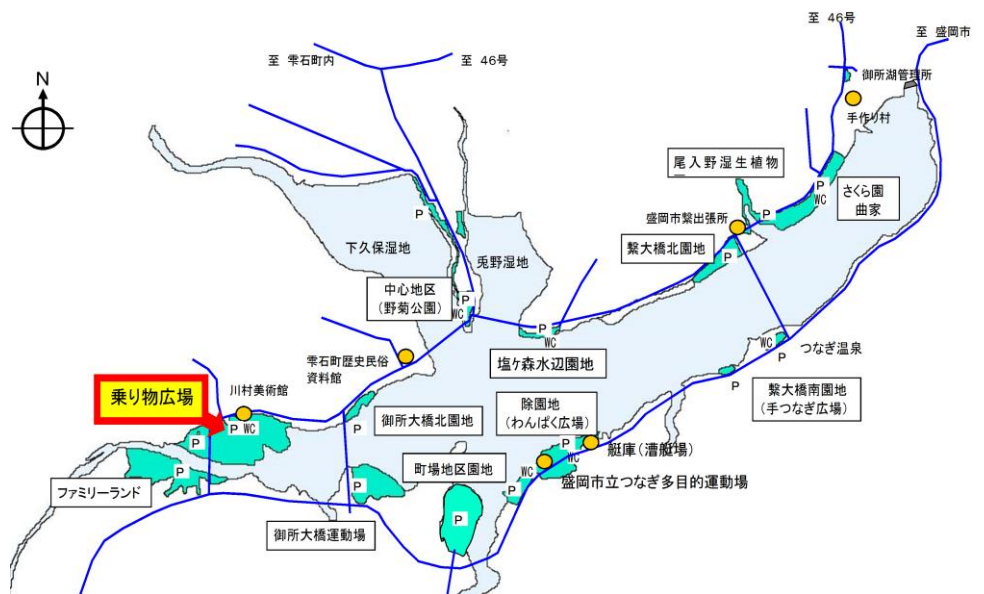 至 46号
至 盛岡市
至 雫石町内
至 46号
N
御所湖管理所
手作り村
尾入野湿生植物
P
WC
さくら園
曲家
P
盛岡市繋出張所
P
下久保湿地
兎野湿地
繋大橋北園地
P
中心地区
(野菊公園)
P
WC
P
WC
塩ヶ森水辺園地
WC
P
つなぎ温泉
雫石町歴史民俗
資料館
乗り物広場
川村美術館
P WC
P
御所大橋北園地
P
除園地
(わんぱく広場)
P
繋大橋南園地
(手つなぎ広場)
P
WC
艇庫(漕艇場)
町場地区園地
盛岡市立つなぎ多目的運動場
WC
P
P
ファミリーランド
P
P
御所大橋運動場